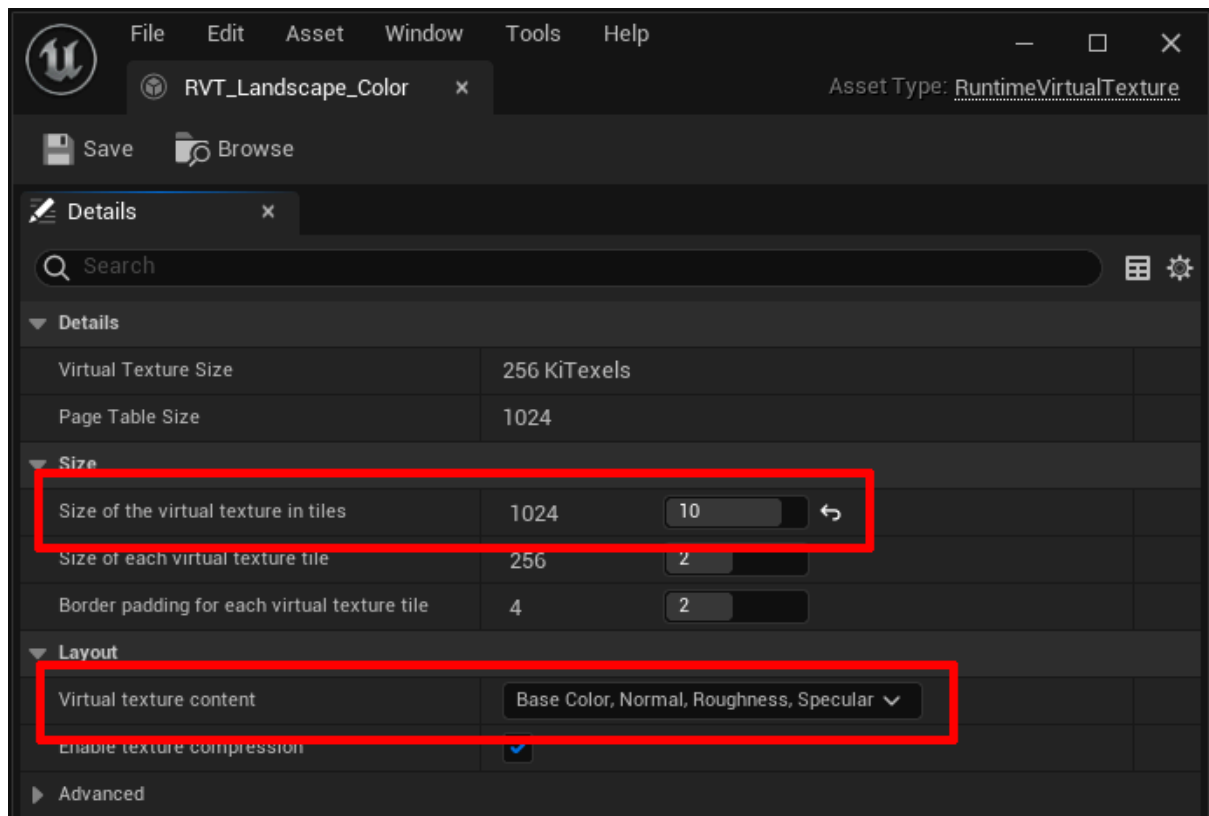 File Edit Asset Window Tools Help
RVT_Landscape_Color
Asset Type: RuntimeVirtualTexture
Save Browse
Details
Search
Details
Virtual Texture Size 256 KiTexels
Page Table Size 1024
Size
Size of the virtual texture in tiles 1024 10
Size of each virtual texture tile 256 2
Border padding for each virtual texture tile 4 2
Layout
Virtual texture content Base Color, Normal, Roughness, Specular
Enable texture compression
Advanced